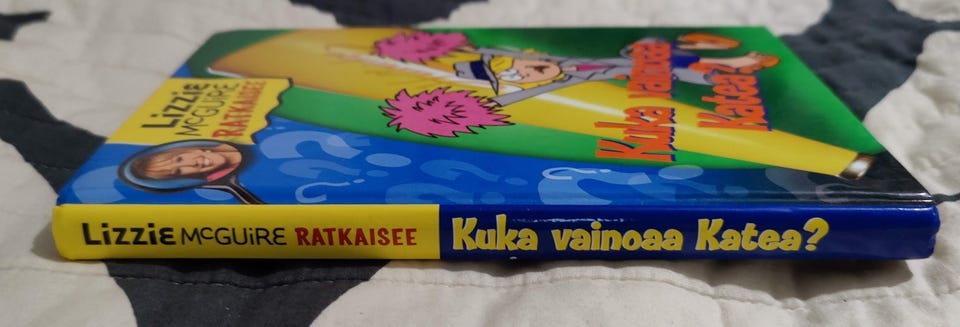 Lizzie
McGUiRE
RATKAISEE
Kuka vainoaa
Katea?
Lizzie McGUiRE RATKAISEE Kuka vainoaa Katea?